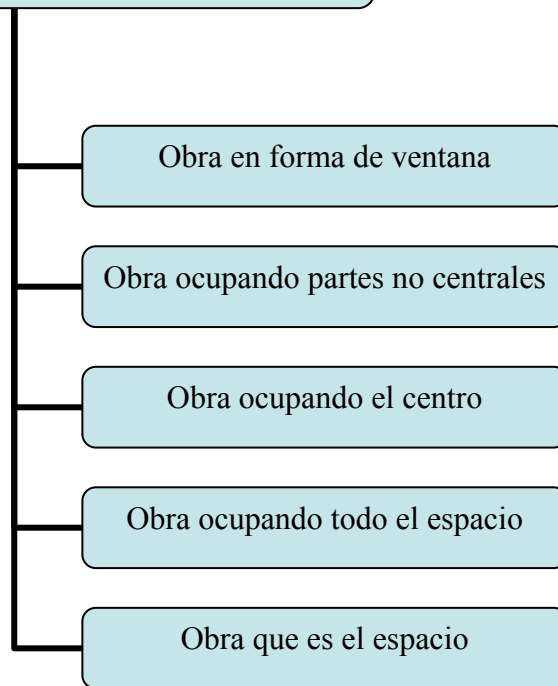 Obra en forma de ventana
Obra ocupando partes no centrales
Obra ocupando el centro
Obra ocupando todo el espacio
Obra que es el espacio